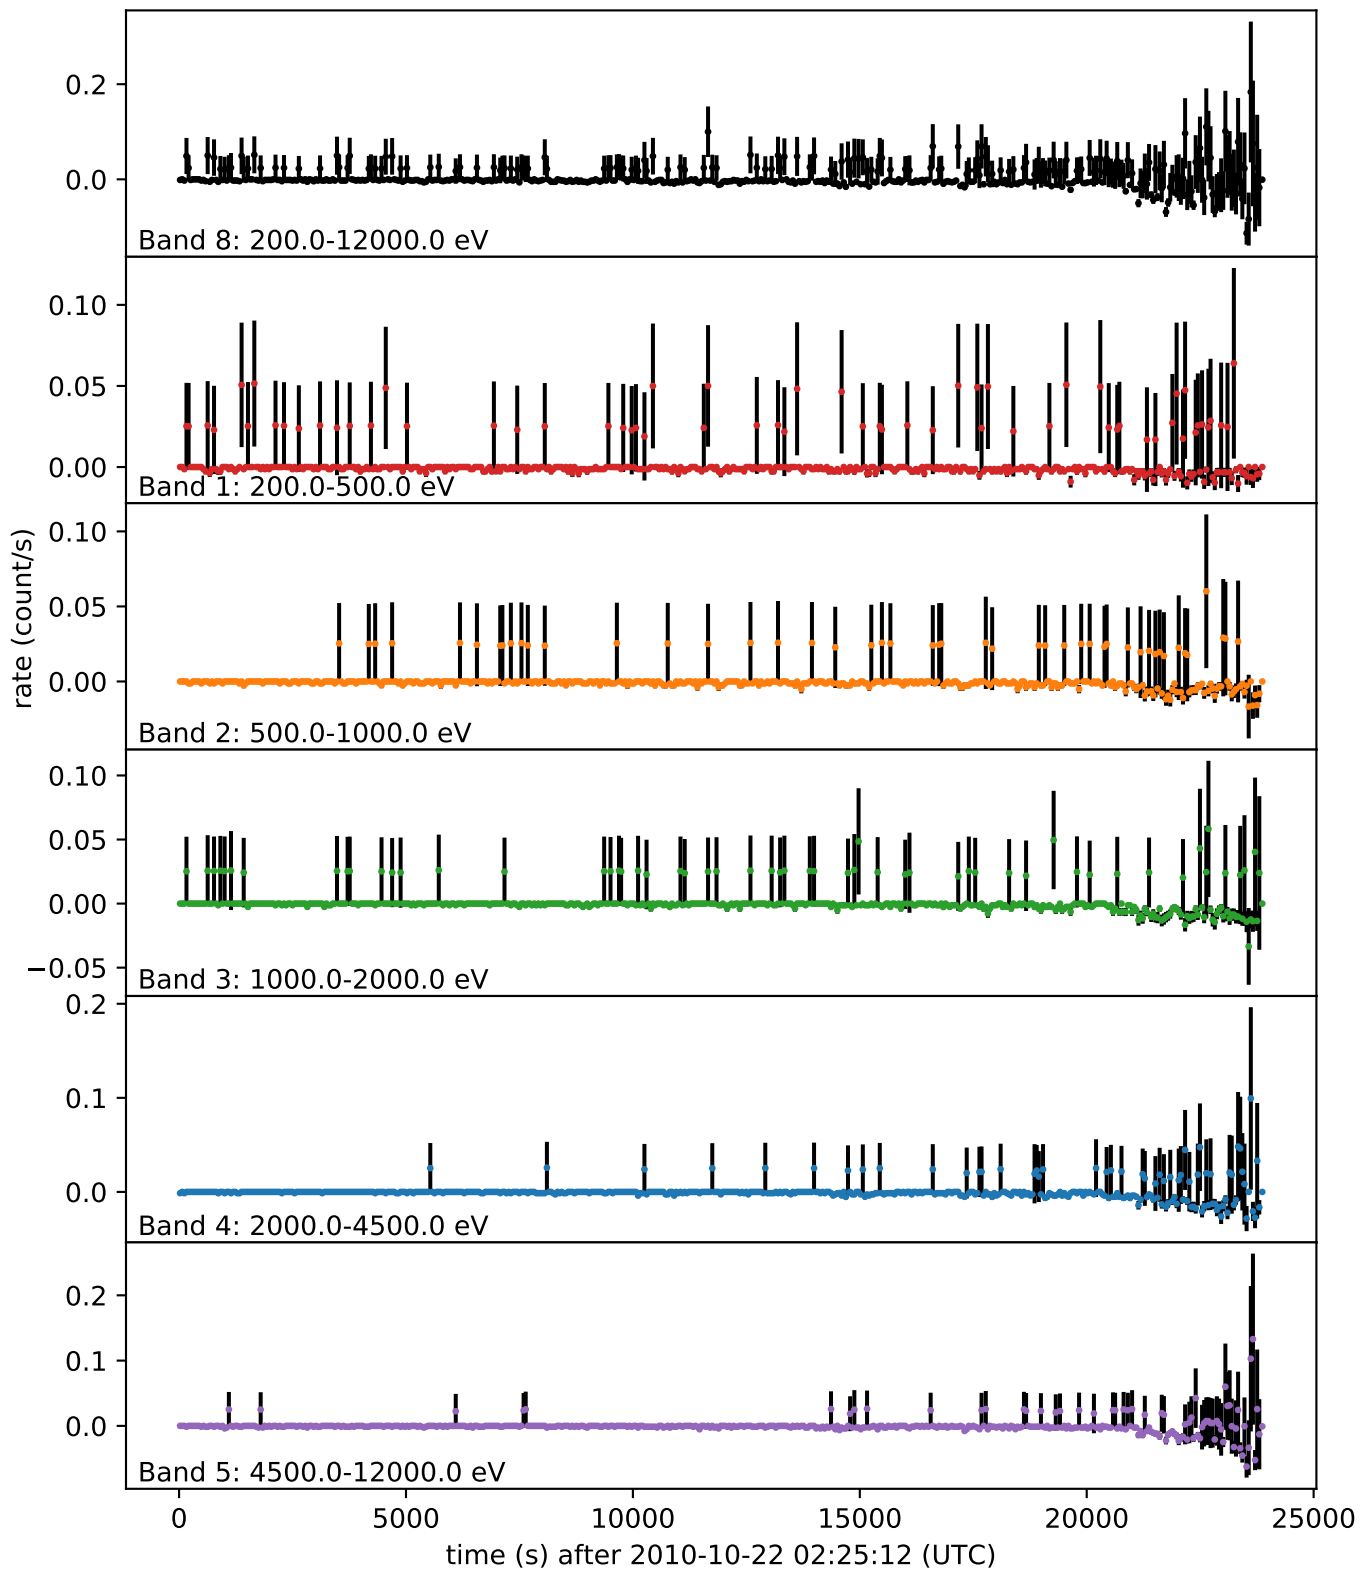 0.2
0.0
Band 8: 200.0-12000.0 eV
0.10
0.05
0.00
Band 1: 200.0-500.0 eV
0.10
0.05
0.00
Band 2: 500.0-1000.0 eV
rate (count/s)
0.10
0.05
0.00
−0.05
Band 3: 1000.0-2000.0 eV
0.2
0.1
0.0
Band 4: 2000.0-4500.0 eV
0.2
0.1
0.0
Band 5: 4500.0-12000.0 eV
0 5000 10000 15000 20000 25000
time (s) after 2010-10-22 02:25:12 (UTC)